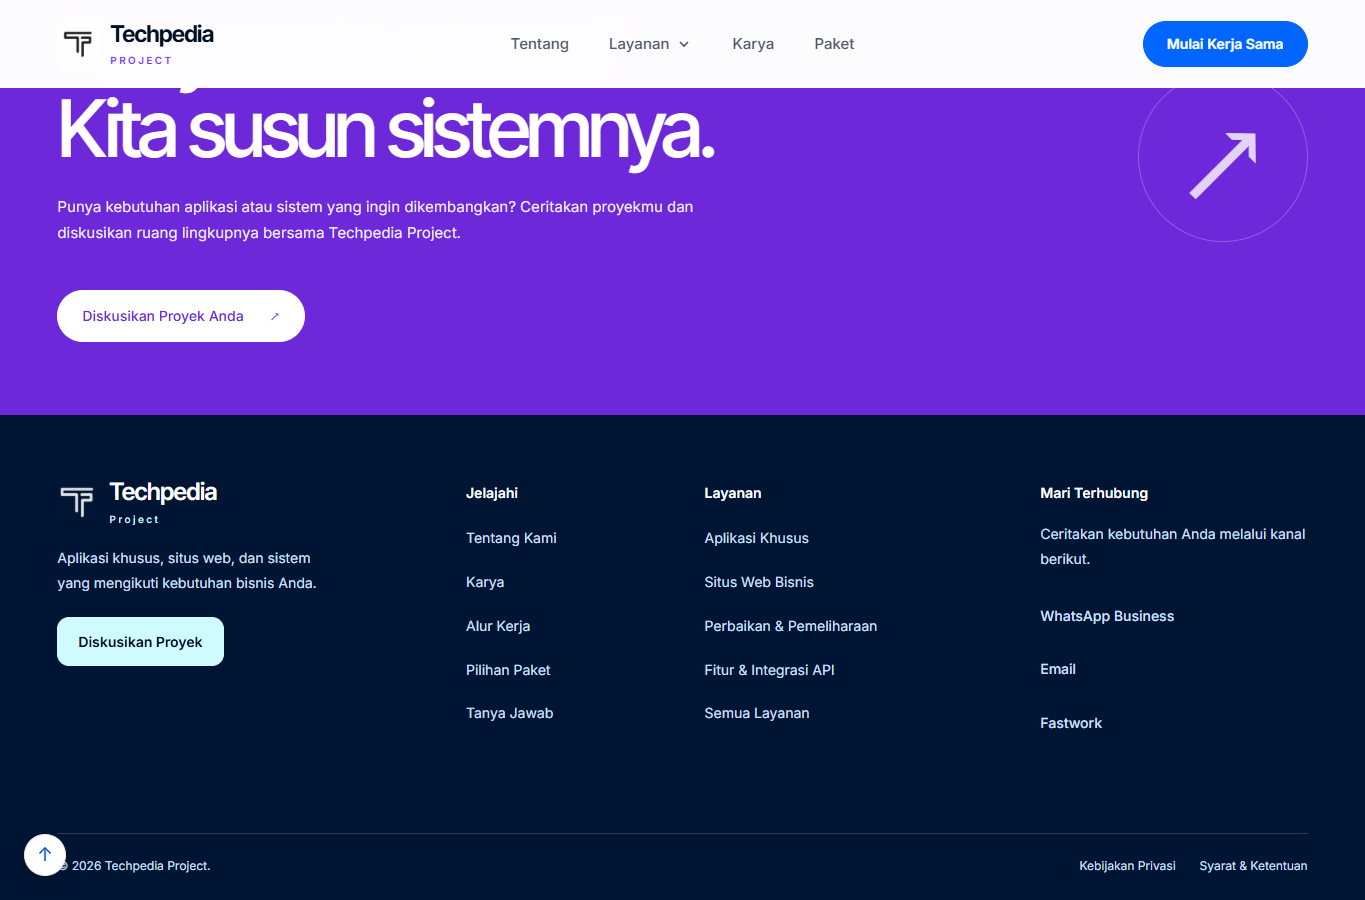 Techpedia
PROJECT
Tentang
Layanan
Karya
Paket
Mulai Kerja Sama
Kita susun sistemnya.
Punya kebutuhan aplikasi atau sistem yang ingin dikembangkan? Ceritakan proyekmu dan
diskusikan ruang lingkupnya bersama Techpedia Project.
Diskusikan Proyek Anda ↗
Techpedia
Project
Aplikasi khusus, situs web, dan sistem
yang mengikuti kebutuhan bisnis Anda.
Diskusikan Proyek
Jelajahi
Tentang Kami
Karya
Alur Kerja
Pilihan Paket
Tanya Jawab
Layanan
Aplikasi Khusus
Situs Web Bisnis
Perbaikan & Pemeliharaan
Fitur & Integrasi API
Semua Layanan
Mari Terhubung
Ceritakan kebutuhan Anda melalui kanal
berikut.
WhatsApp Business
Email
Fastwork
© 2026 Techpedia Project.
Kebijakan Privasi
Syarat & Ketentuan